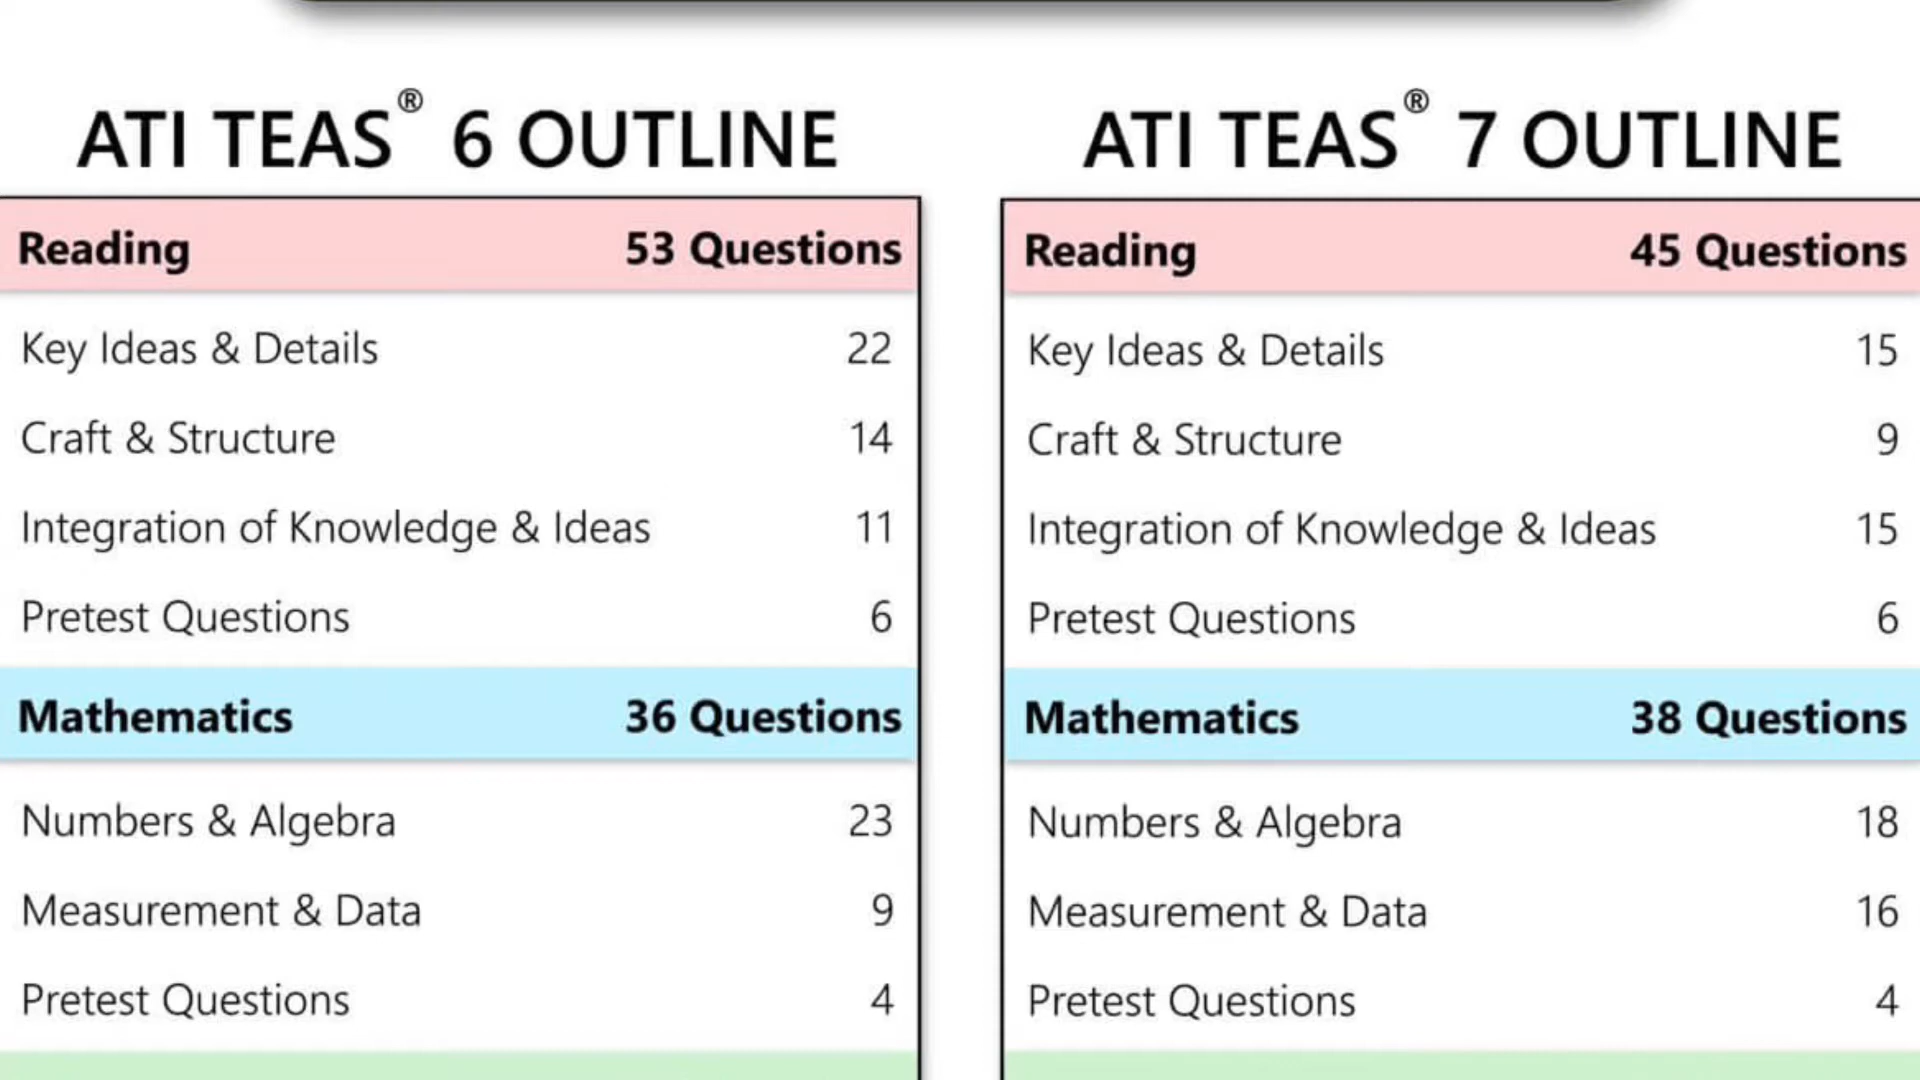 ATI TEAS® 6 OUTLINE
Reading 53 Questions
Key Ideas & Details 22
Craft & Structure 14
Integration of Knowledge & Ideas 11
Pretest Questions 6
Mathematics 36 Questions
Numbers & Algebra 23
Measurement & Data 9
Pretest Questions 4
ATI TEAS® 7 OUTLINE
Reading 45 Questions
Key Ideas & Details 15
Craft & Structure 9
Integration of Knowledge & Ideas 15
Pretest Questions 6
Mathematics 38 Questions
Numbers & Algebra 18
Measurement & Data 16
Pretest Questions 4